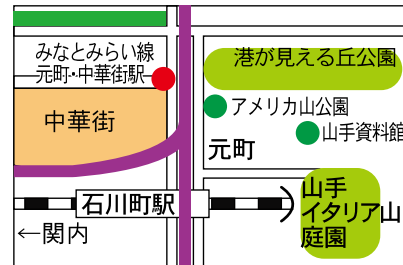 みなとみらい線
元町・中華街駅
港が見える丘公園
アメリカ山公園
山手資料館
中華街
元町
石川町駅
山手
イタリア山
庭園
←関内